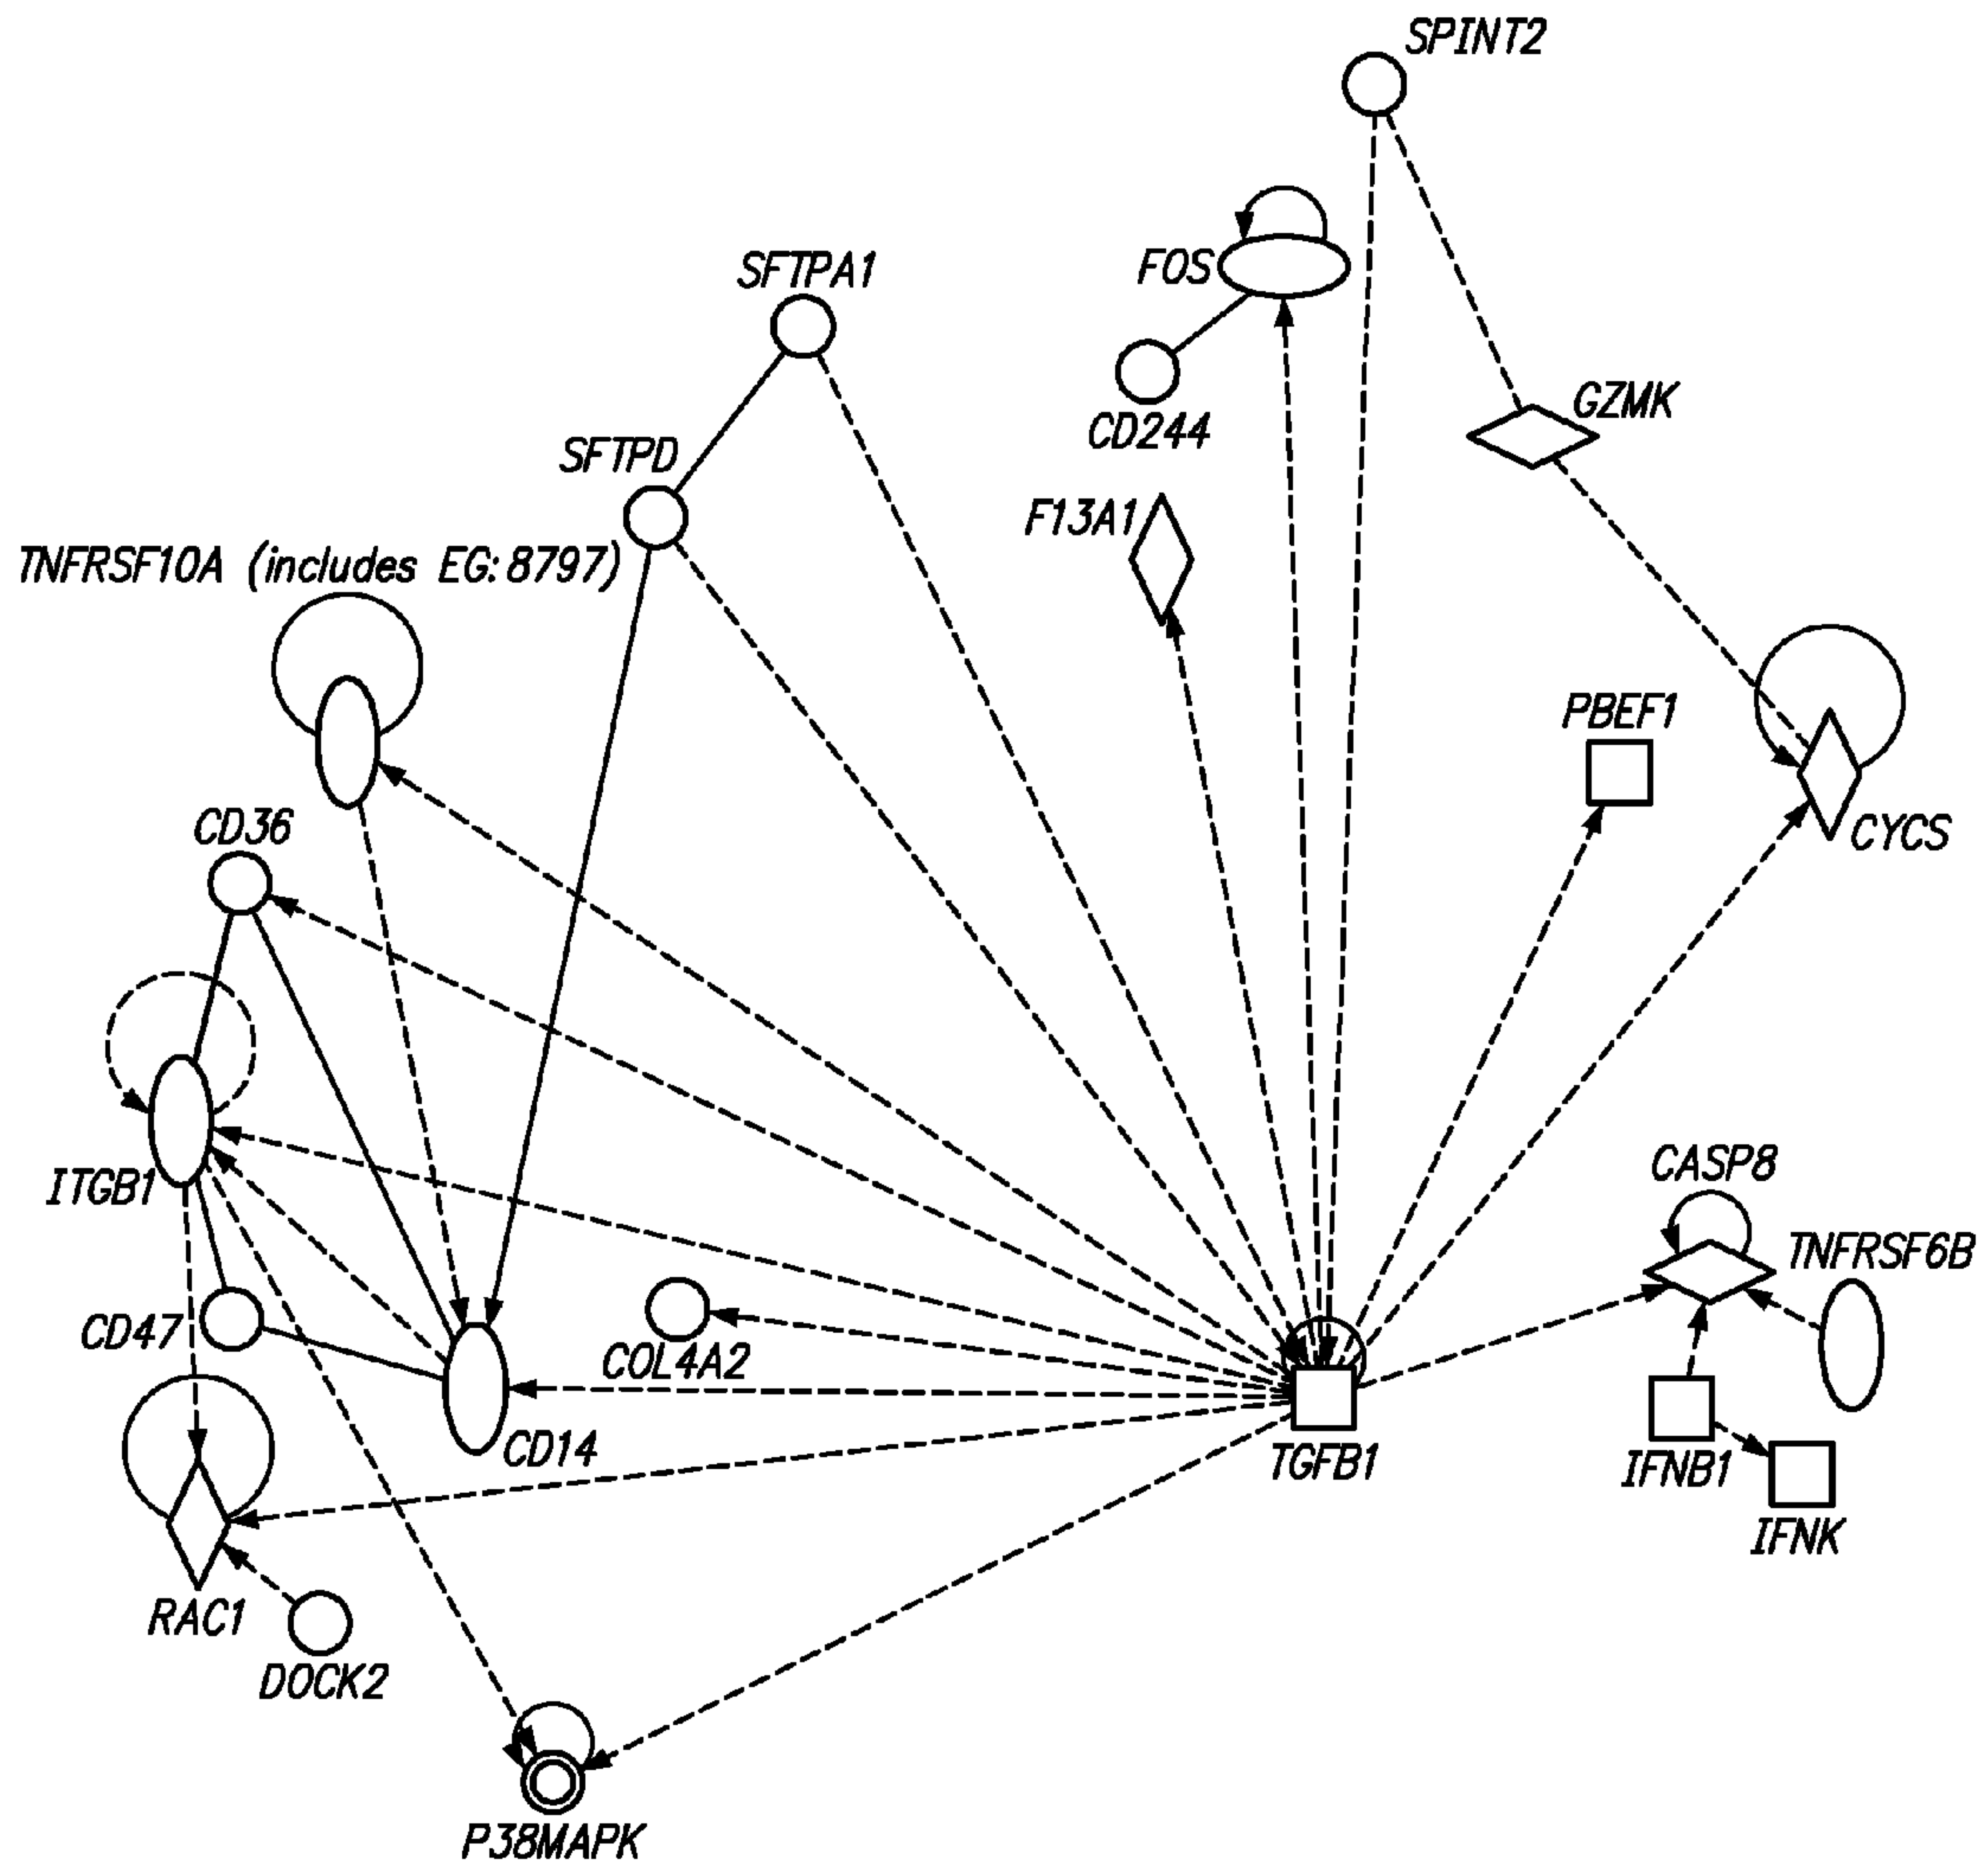 SPINT2
SFTPA1
FOS
GZMK
CD244
SFTPD
F13A1
TNFRSF10A (includes EG: 8797)
PBEF1
CD36
CYCS
CASP8
ITGB1
TNFRSF6B
CD47
COL4A2
CD14
TGFB1
IFNB1
IFNK
RAC1
DOCK2
P38MAPK